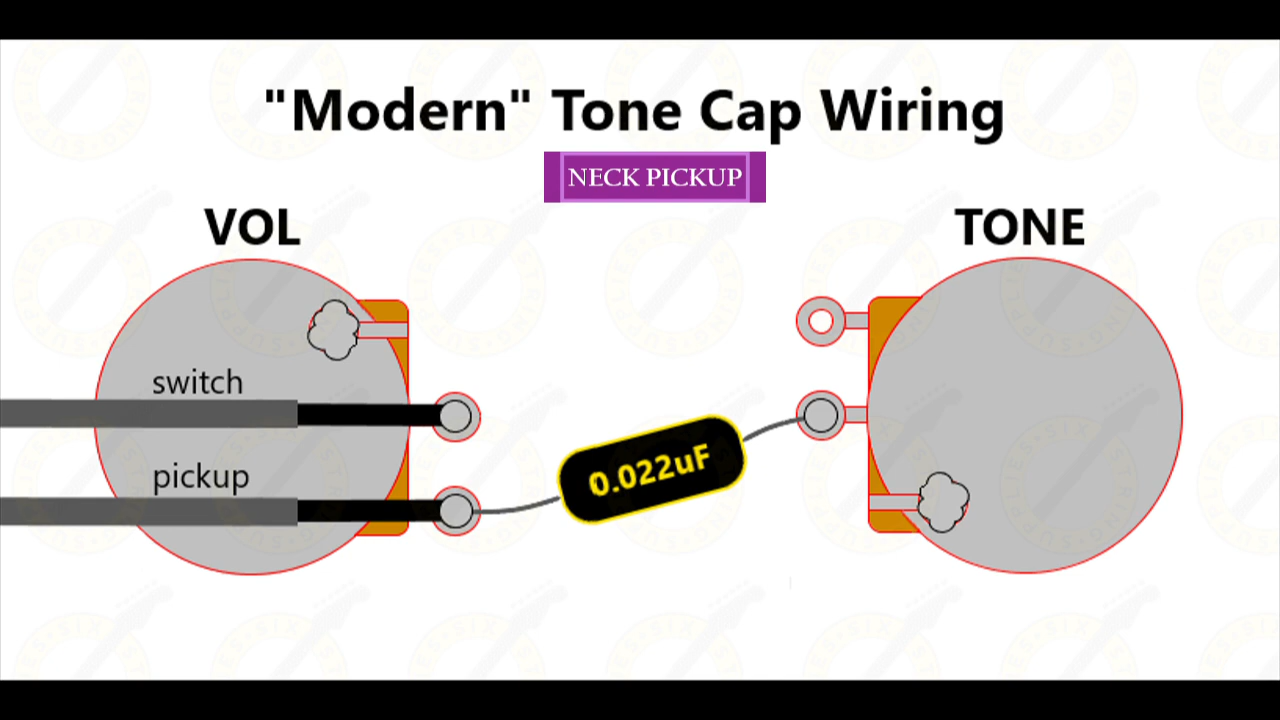 "Modern" Tone Cap Wiring
NECK PICKUP
VOL
TONE
switch
pickup
0.022uF